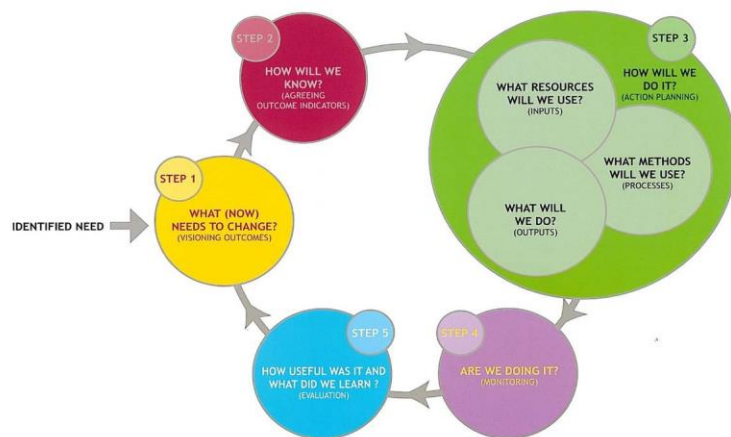 IDENTIFIED NEED
STEP 1
WHAT (NOW)
NEEDS TO CHANGE?
(VISIONING OUTCOMES)
STEP 2
HOW WILL WE
KNOW?
(AGREEING
OUTCOME INDICATORS)
STEP 3
HOW WILL WE
DO IT?
(ACTION PLANNING)
WHAT RESOURCES
WILL WE USE?
(INPUTS)
WHAT METHODS
WILL WE USE?
(PROCESSES)
WHAT WILL
WE DO?
(OUTPUTS)
STEP 4
ARE WE DOING IT?
(MONITORING)
STEP 5
HOW USEFUL WAS IT AND
WHAT DID WE LEARN ?
(EVALUATION)